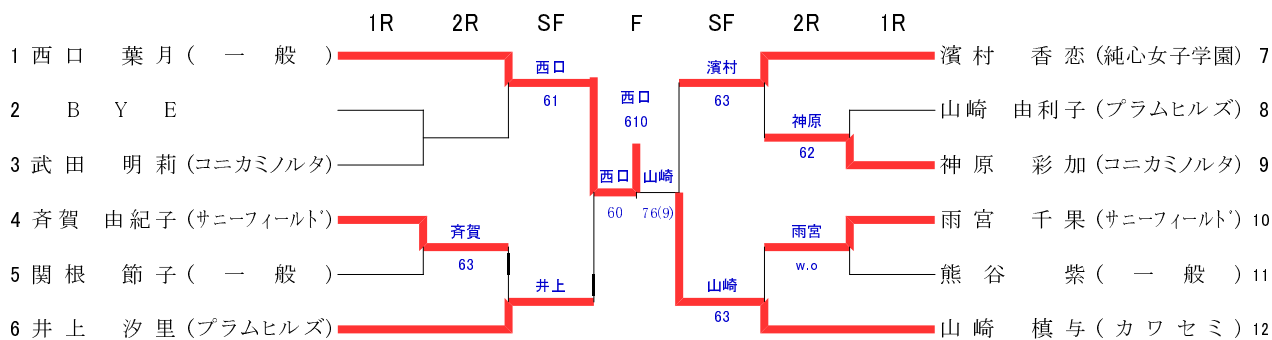 1R 2R SF F SF 2R 1R
1 西口 葉月(一般)
濱村 香恋(純心女子学園) 7
西口
濱村
61
西口
63
2 BYE
610
山崎 由利子(プラムヒルズ) 8
神原
62
3 武田 明莉(コニカミノルタ)
神原 彩加(コニカミノルタ) 9
西口 山崎
60 76(9)
4 斉賀 由紀子(サニーフィールド)
雨宮 千果(サニーフィールド) 10
斉賀
雨宮
63
w.o
5 関根 節子(一般)
熊谷 紫(一般) 11
井上
山崎
63
6 井上 汐里(プラムヒルズ)
山崎 槙与(カワセミ) 12